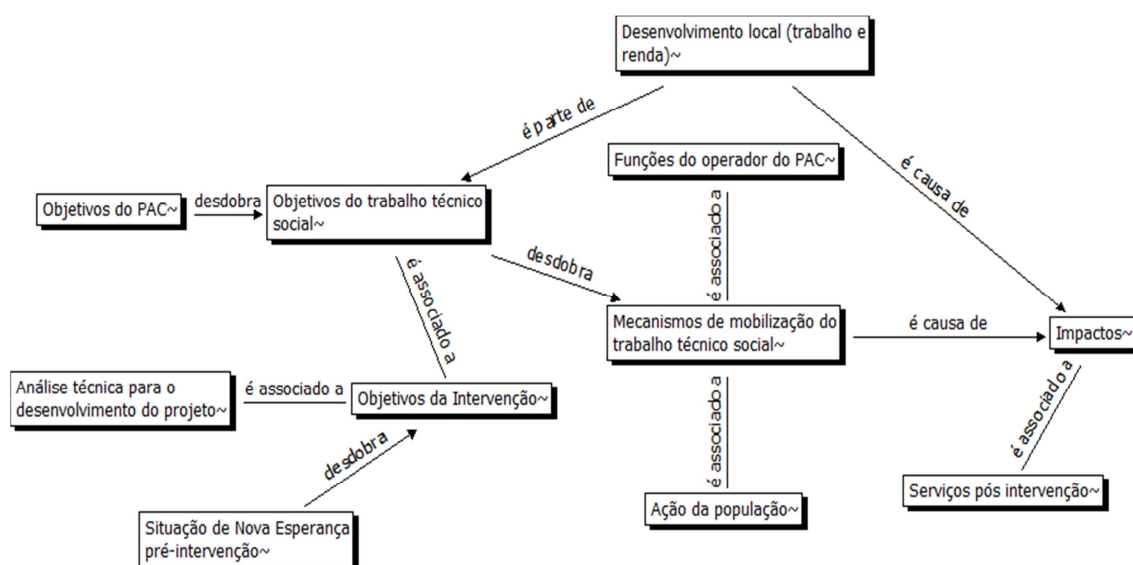 Desenvolvimento local (trabalho e
renda)~
é parte de
Funções do operador do PAC~
é causa de
Objetivos do PAC~
desdobra
Objetivos do trabalho técnico
social~
é associado a
desdobra
é associado a
Mecanismos de mobilização do
trabalho técnico social~
é causa de
Impactos~
Análise técnica para o
desenvolvimento do projeto~
é associado a
Objetivos da Intervenção~
é associado a
é associado a
desdobra
Serviços pós intervenção~
Ação da população~
Situação de Nova Esperança
pré-intervenção~